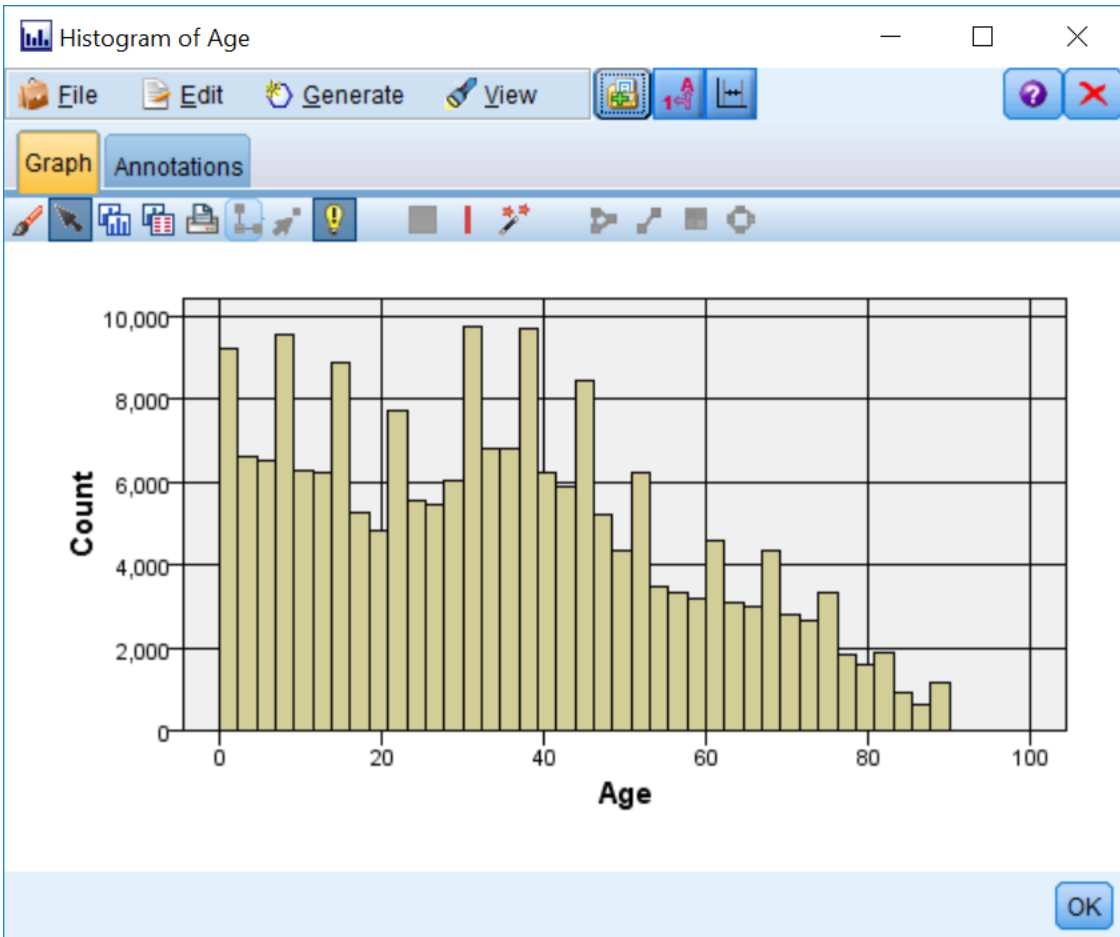 Histogram of Age
File Edit Generate View
Graph Annotations
10,000
8,000
6,000
4,000
2,000
0
Count
0 20 40 60 80 100
Age
OK